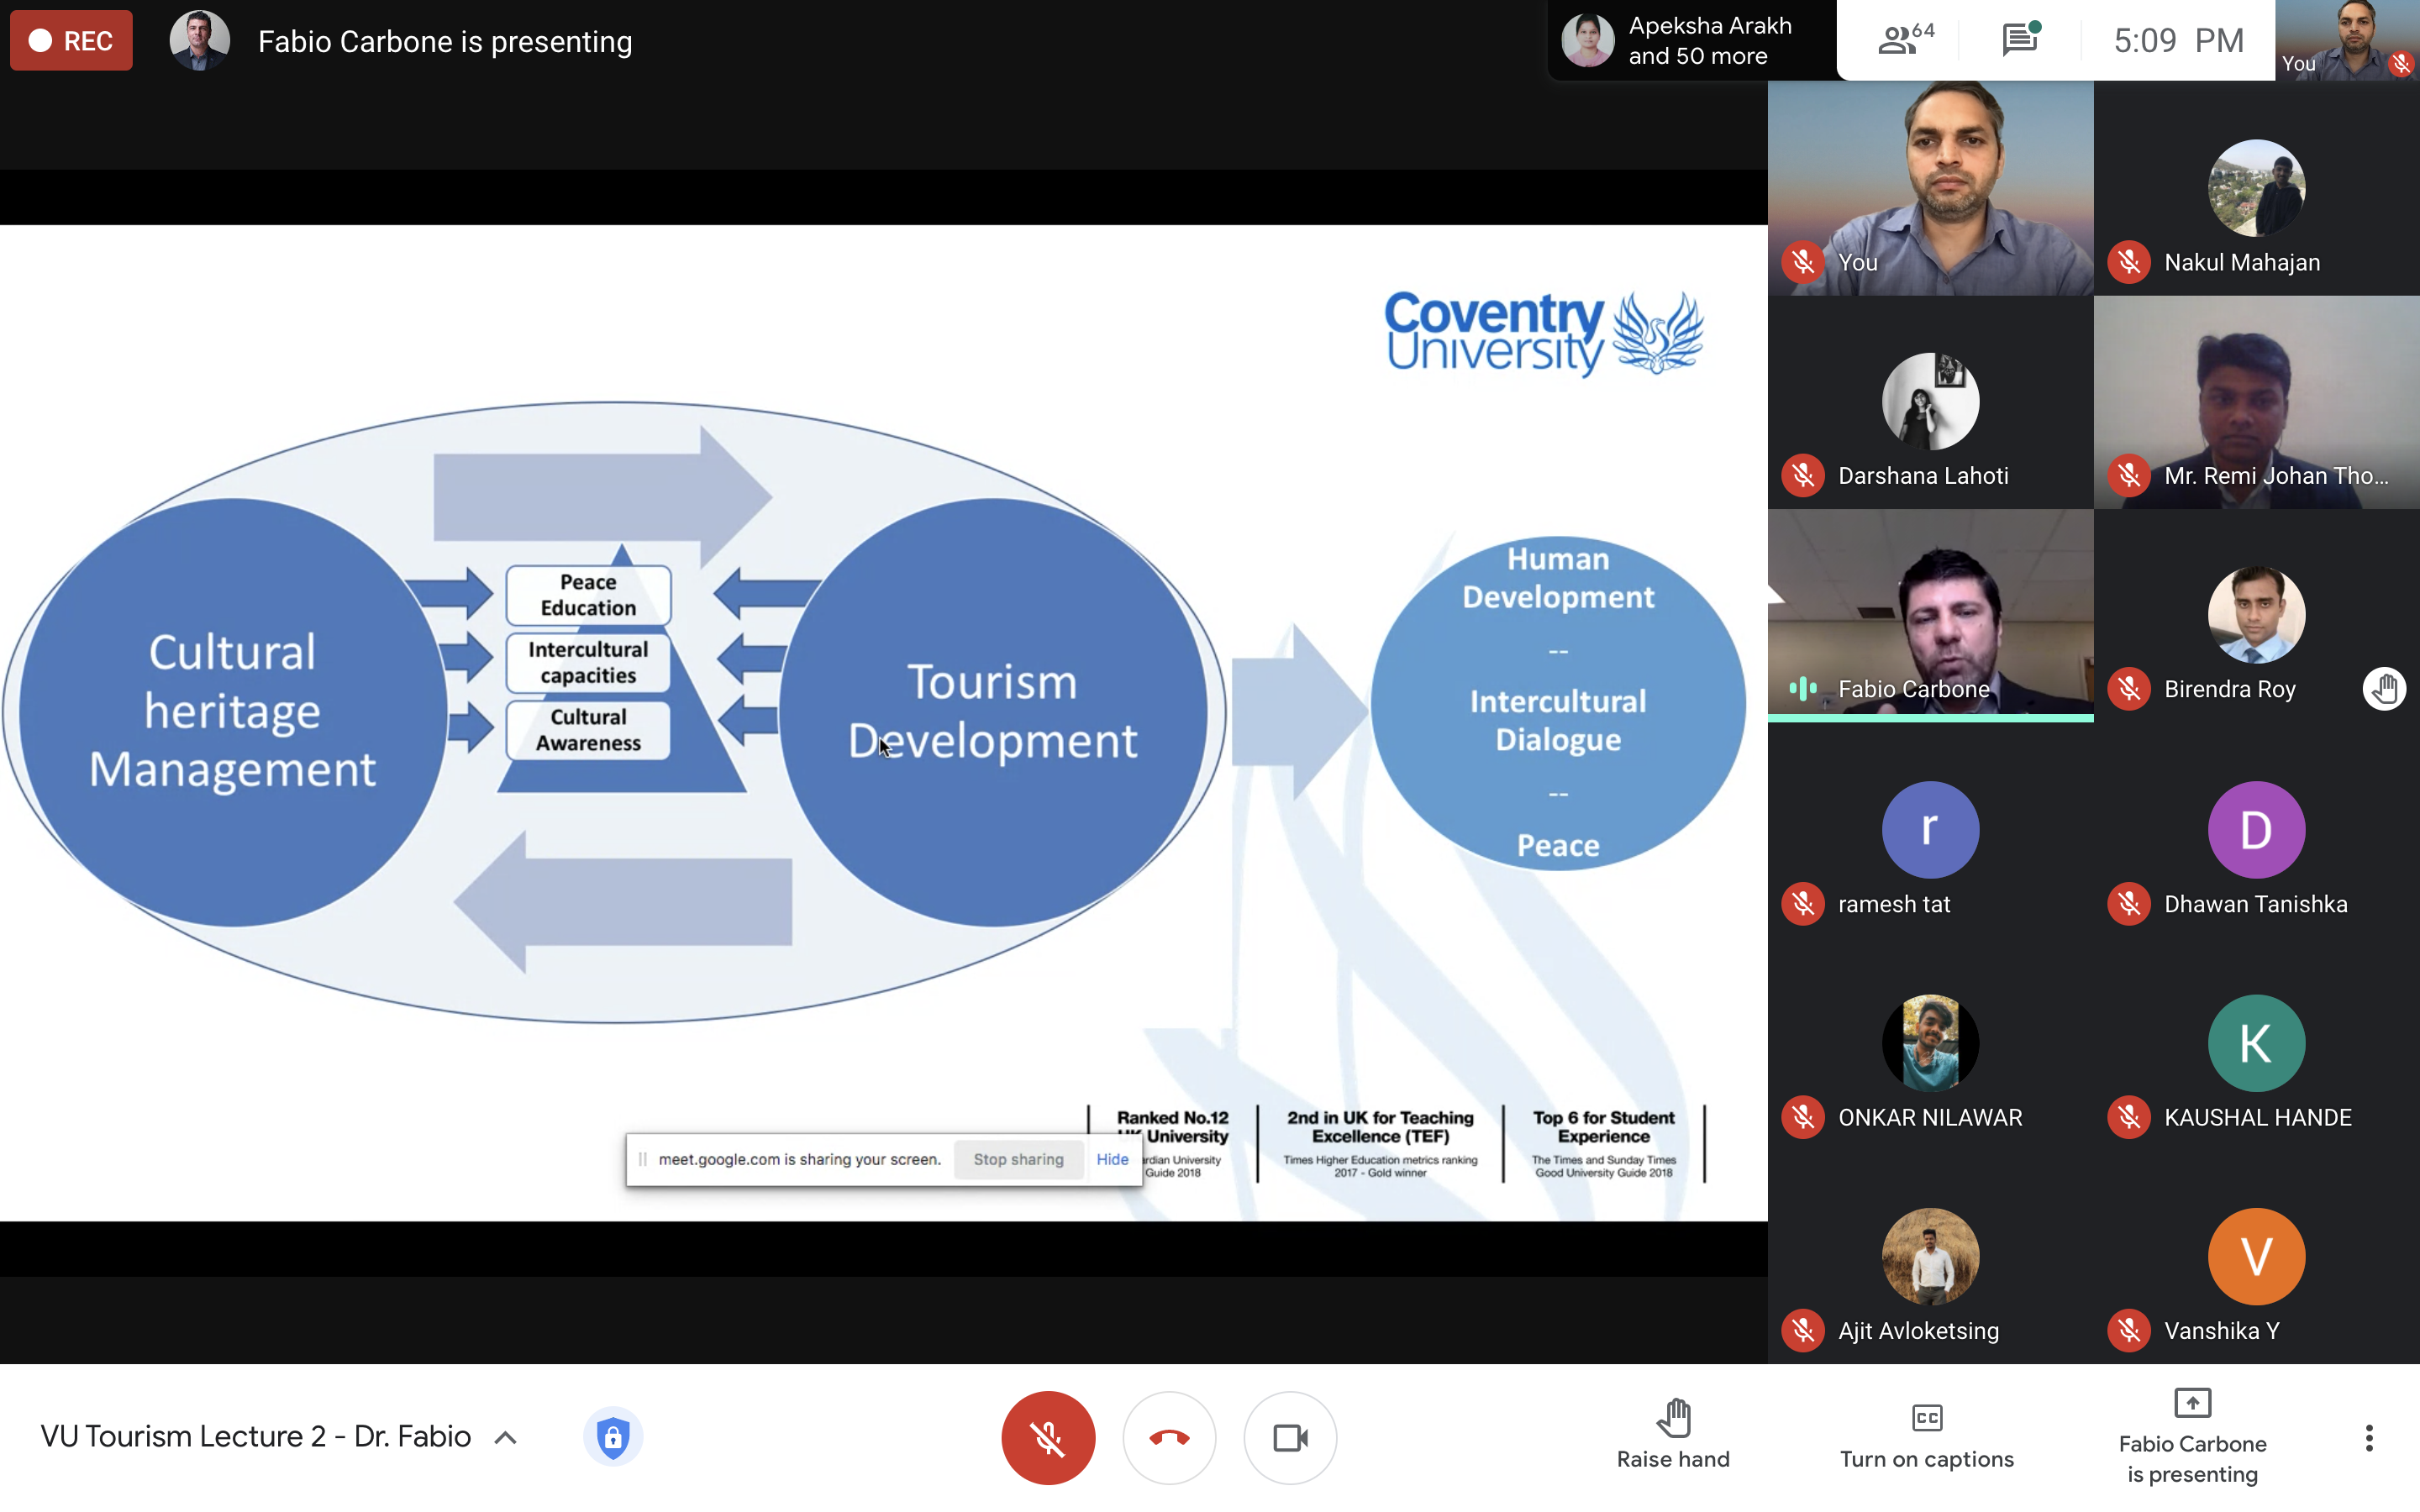 REC
Fabio Carbone is presenting
Apeksha Arakh
and 50 more
64
5:09 PM
You
You
Nakul Mahajan
Darshana Lahoti
Mr. Remi Johan Tho...
Fabio Carbone
Birendra Roy
r
ramesh tat
D
Dhawan Tanishka
ONKAR NILAWAR
K
KAUSHAL HANDE
Ajit Avloketsing
V
Vanshika Y
Coventry
University
Cultural
heritage
Management
Peace
Education
Intercultural
capacities
Cultural
Awareness
Tourism
Development
Human
Development
--
Intercultural
Dialogue
--
Peace
Ranked No.12
University
rdian University
Guide 2018
2nd in UK for Teaching
Excellence (TEF)
Times Higher Education metrics ranking
2017 - Gold winner
Top 6 for Student
Experience
The Times and Sunday Times
Good University Guide 2018
meet.google.com is sharing your screen.
Stop sharing
Hide
VU Tourism Lecture 2 - Dr. Fabio
Raise hand
CC
Turn on captions
Fabio Carbone
is presenting